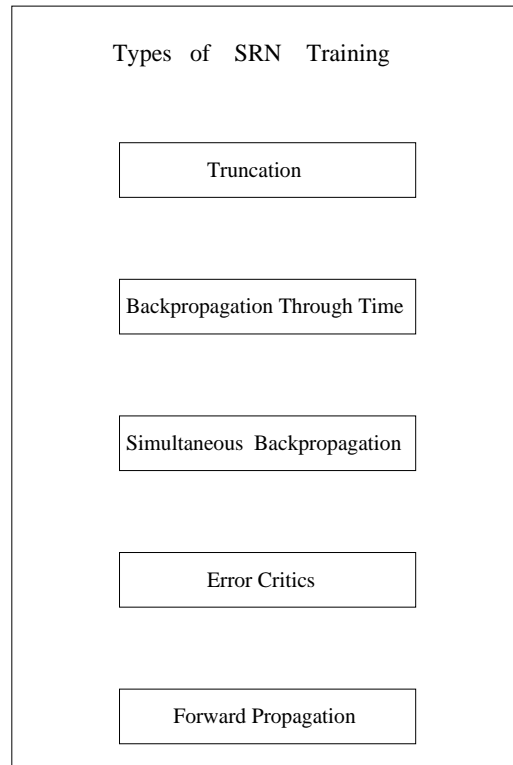 Types of SRN Training
Truncation
Backpropagation Through Time
Simultaneous Backpropagation
Error Critics
Forward Propagation